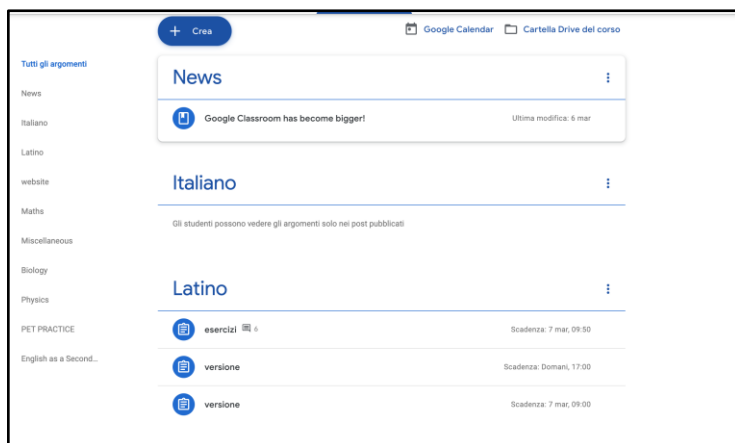 + Crea
Google Calendar
Cartella Drive del corso
Tutti gli argomenti
News
Italiano
Latino
website
Maths
Miscellaneous
Biology
Physics
PET PRACTICE
English as a Second...
News
Google Classroom has become bigger!
Ultima modifica: 6 mar
Italiano
Gli studenti possono vedere gli argomenti solo nei post pubblicati
Latino
esercizi 6
Scadenza: 7 mar, 09:50
versione
Scadenza: Domani, 17:00
versione
Scadenza: 7 mar, 09:00